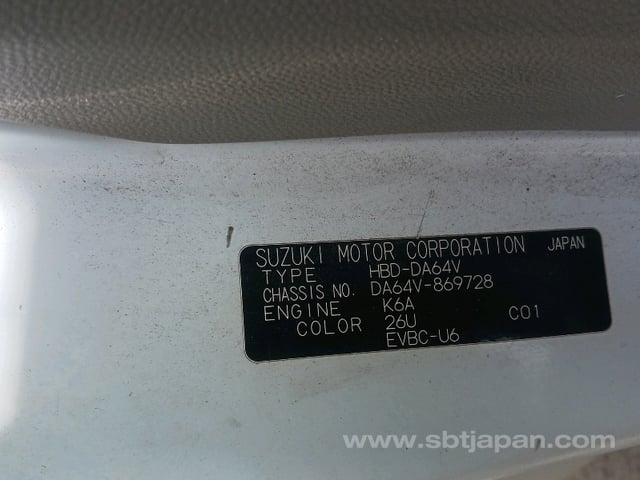 SUZUKI MOTOR CORPORATION JAPAN
TYPE HBD-DA64V
CHASSIS NO. DA64V-869728
ENGINE K6A
COLOR 26U C01
EVBC-U6
www.sbtjapan.com